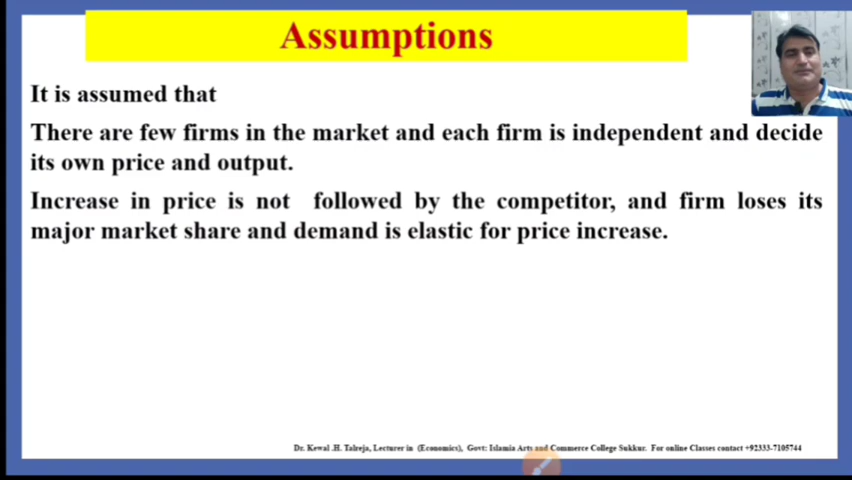 Assumptions
It is assumed that
There are few firms in the market and each firm is independent and decide
its own price and output.
Increase in price is not followed by the competitor, and firm loses its
major market share and demand is elastic for price increase.
Dr. Kewal .H. Talreja, Lecturer in (Economics), Govt: Islamia Arts and Commerce College Sukkur. For online Classes contact +92333-7105744